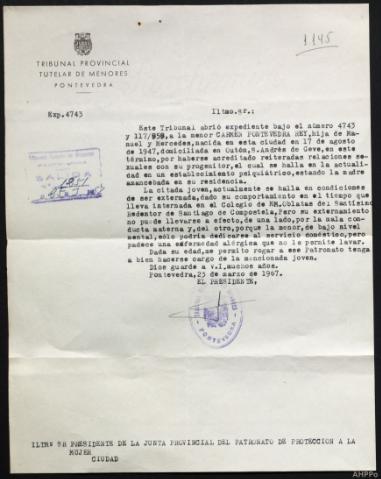 1145
TRIBUNAL PROVINCIAL
TUTELAR DE MENORES
PONTEVEDRA
Exp. 4743
Iltmo. sr.:
Este Tribunal abrió expediente bajo el número 4743
y 117/959, a la menor CARMEN PONTEVEDRA REY, hija de Ma-
nuel y Mercedes, nacida en esta ciudad en 17 de agosto
de 1947, domiciliada en Outón, S. Andrés de Geve, en este
término, por haberse acreditado reiteradas relaciones se-
xuales con su progenitor, el cual se halla en la actuali-
dad en un establecimiento psiquiátrico, estando la madre
amancebada en su residencia.
La citada joven, actualmente se halla en condiciones
de ser externada, dado su comportamiento en el tiempo que
lleva internada en el Colegio de RM. Oblatas del Santísimo
Redentor de Santiago de Compostela, Pero su externamiento
no puede llevarse a efecto, de una lado, por la mala con-
ducta materna y, del otro, porque la menor, de bajo nivel
mental, sólo podría dedicarse al servicio doméstico, pero
padece una enfermedad alérgica que no le permite lavar.
Dada su edad, me permito rogar a ese Patronato tenga
a bien hacerse cargo de la mencionada joven.
Dios guarde a V.I. muchos años.
Pontevedra, 23 de marzo de 1967.
EL PRESIDENTE,
PONTEVEDRA
ILTRº SR PRESIDENTE DE LA JUNTA PROVINCIAL DEL PATRONATO DE PROTECCION A LA
MUJER
CIUDAD
AHPPo